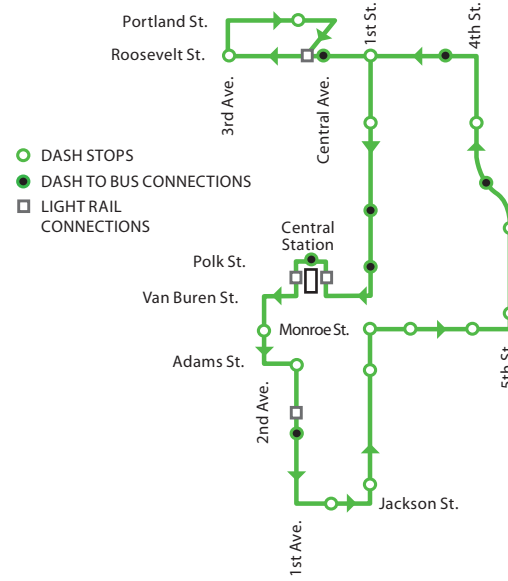 Portland St.
Roosevelt St.
1st St.
4th St.
3rd Ave.
Central Ave.
DASH STOPS
DASH TO BUS CONNECTIONS
LIGHT RAIL
CONNECTIONS
Central
Station
Polk St.
Van Buren St.
Monroe St.
Adams St.
2nd Ave.
5th St.
Jackson St.
1st Ave.